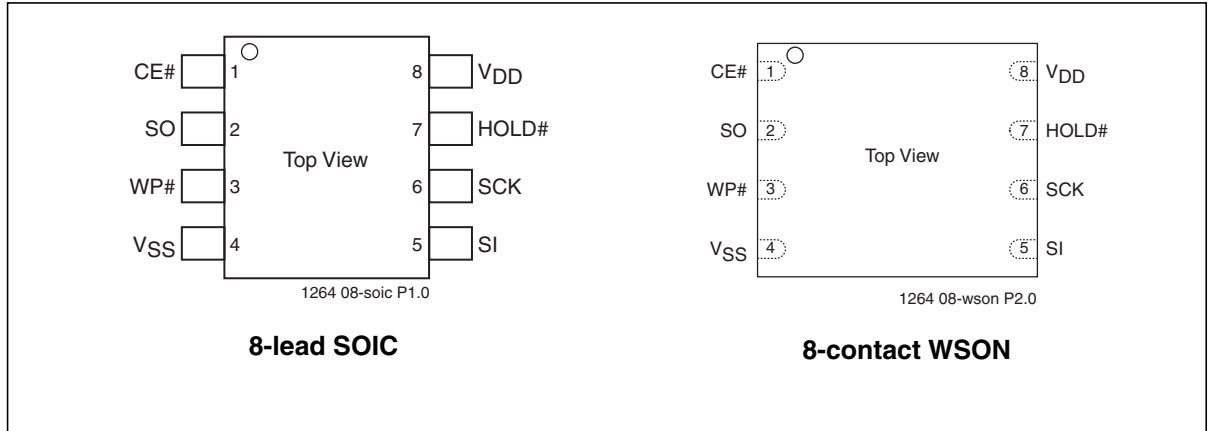 CE# 1 8 VDD
SO 2 7 HOLD#
Top View
WP# 3 6 SCK
VSS 4 5 SI
1264 08-soic P1.0
8-lead SOIC
CE# 1 8 VDD
SO 2 7 HOLD#
Top View
WP# 3 6 SCK
VSS 4 5 SI
1264 08-wson P2.0
8-contact WSON